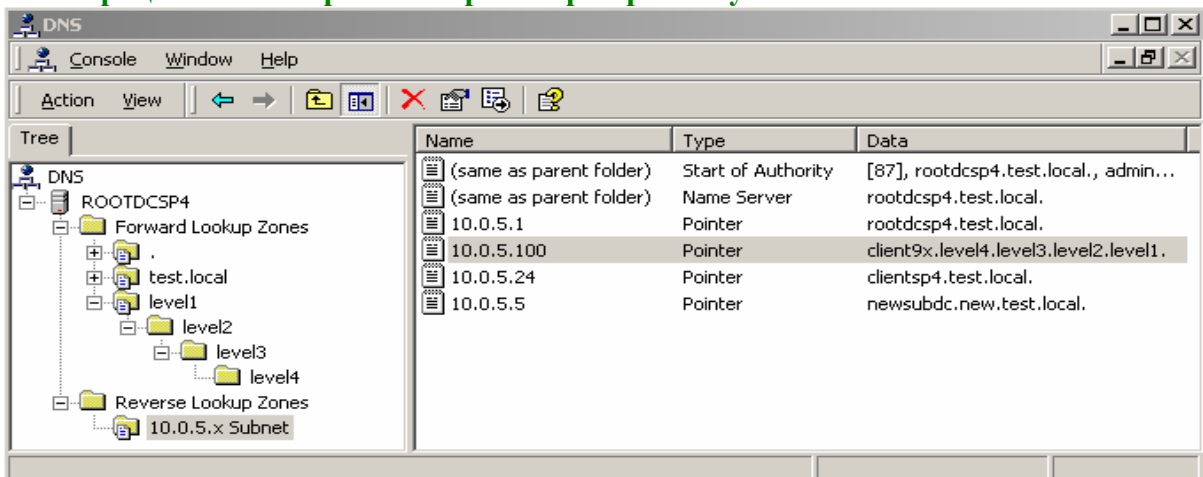 DNS
Console Window Help
Action View
Tree
Name Type Data
DNS
ROOTDCSP4
Forward Lookup Zones
.
test.local
level1
level2
level3
level4
Reverse Lookup Zones
10.0.5.x Subnet
(same as parent folder) Start of Authority [87], rootdcsp4.test.local., admin...
(same as parent folder) Name Server rootdcsp4.test.local.
10.0.5.1 Pointer rootdcsp4.test.local.
10.0.5.100 Pointer client9x.level4.level3.level2.level1.
10.0.5.24 Pointer clientsp4.test.local.
10.0.5.5 Pointer newsubdc.new.test.local.